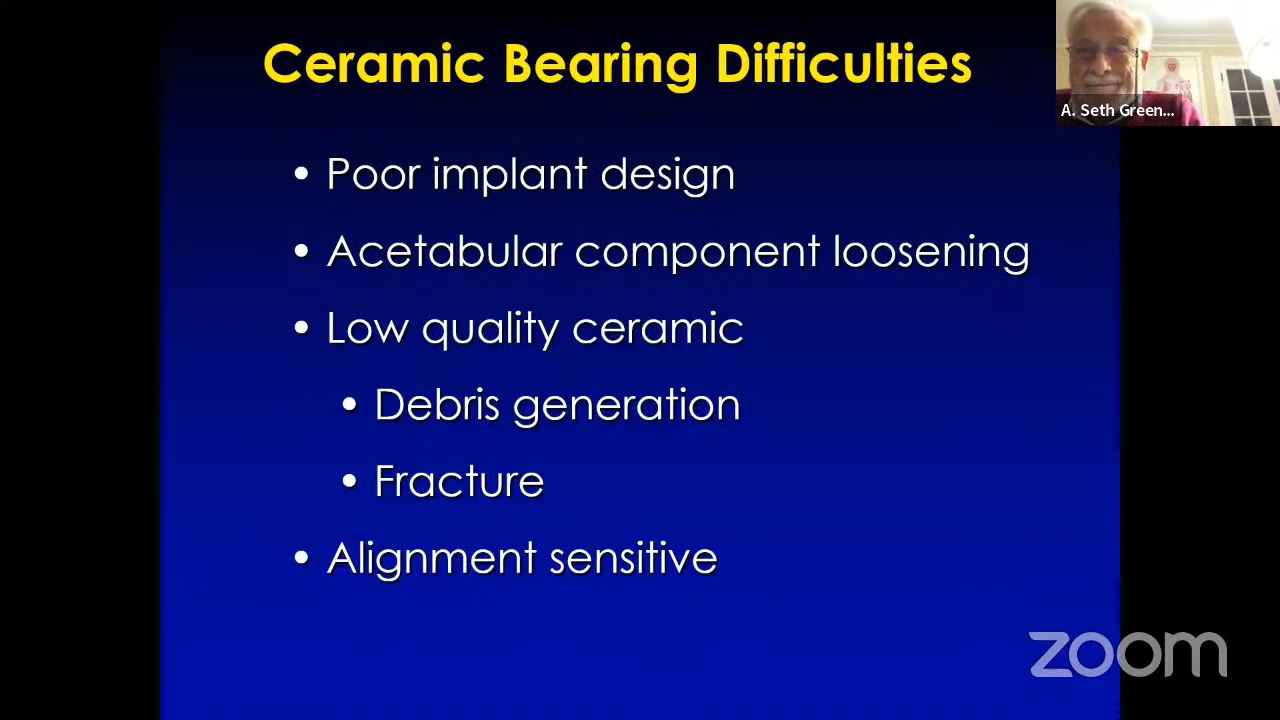 Ceramic Bearing Difficulties
A. Seth Green...
• Poor implant design
• Acetabular component loosening
• Low quality ceramic
• Debris generation
• Fracture
• Alignment sensitive
zoom